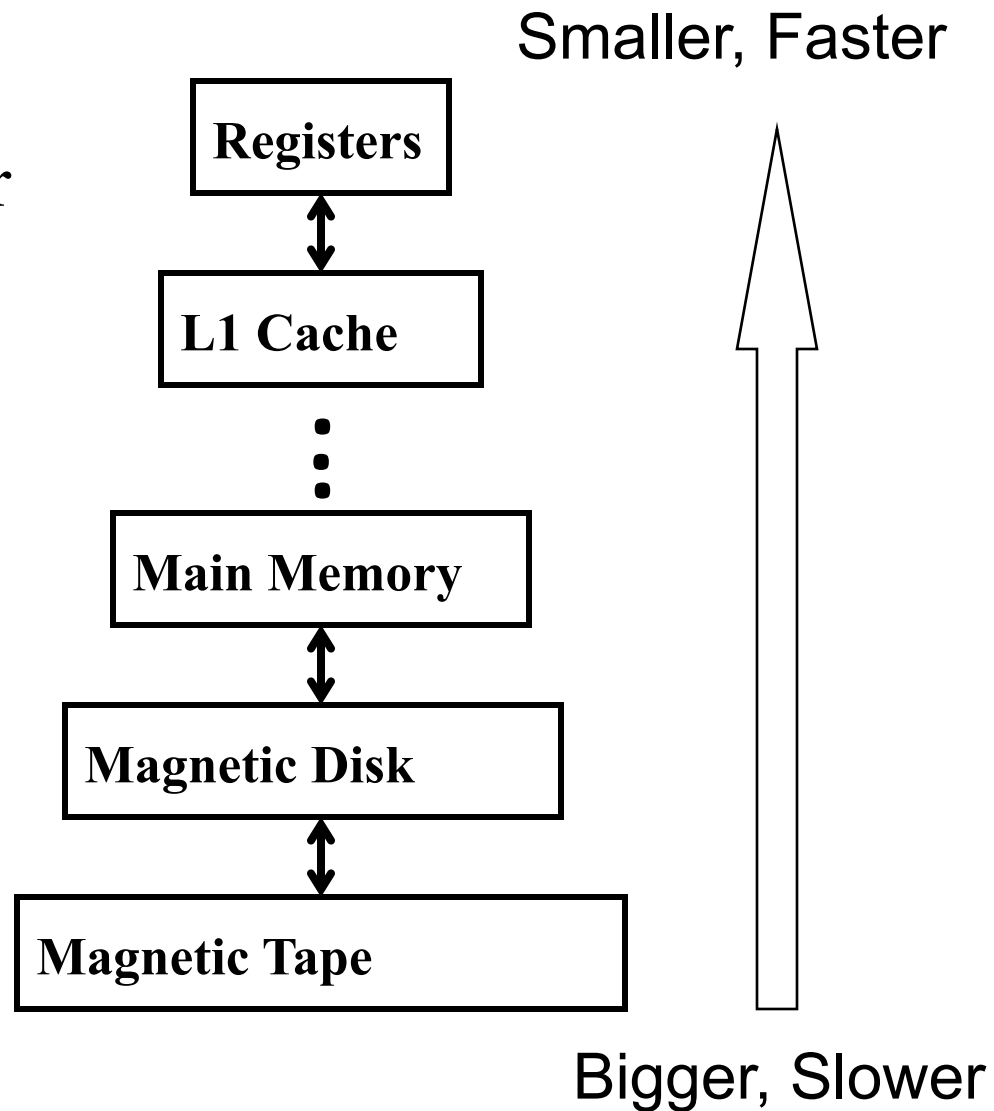 Smaller, Faster
Registers
r
L1 Cache
Main Memory
Magnetic Disk
Magnetic Tape
Bigger, Slower